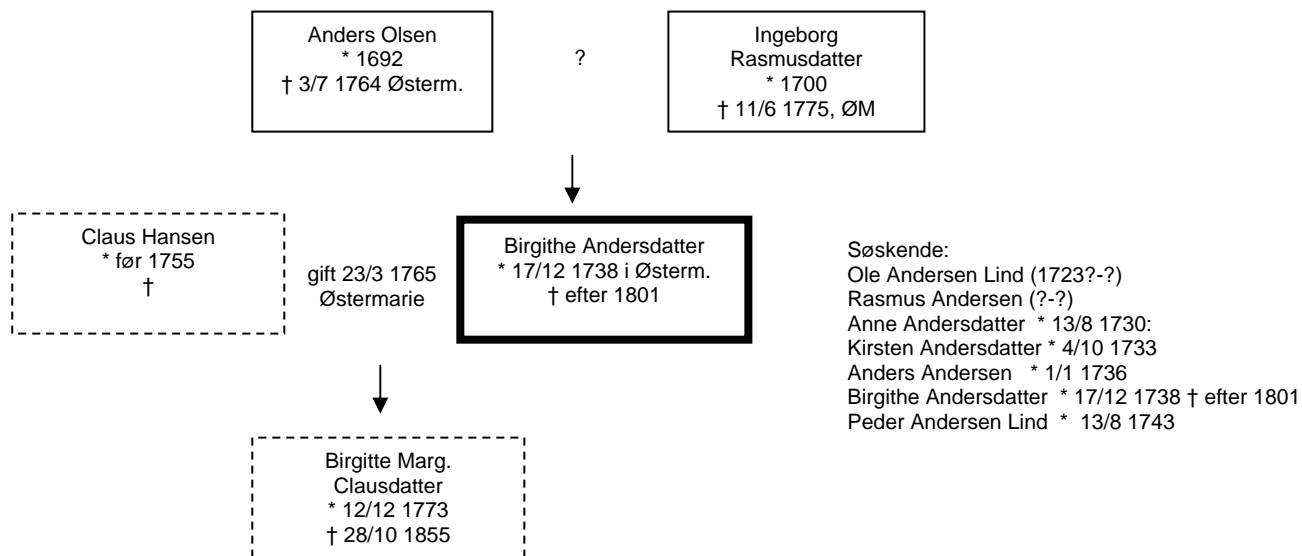 Anders Olsen
* 1692
† 3/7 1764 Østerm.
?
Ingeborg
Rasmusdatter
* 1700
† 11/6 1775, ØM
Claus Hansen
* før 1755
†
gift 23/3 1765
Østermarie
Birgithe Andersdatter
* 17/12 1738 i Østerm.
† efter 1801
Søskende:
Ole Andersen Lind (1723?-?)
Rasmus Andersen (?-?)
Anne Andersdatter * 13/8 1730:
Kirsten Andersdatter * 4/10 1733
Anders Andersen * 1/1 1736
Birgithe Andersdatter * 17/12 1738 † efter 1801
Peder Andersen Lind * 13/8 1743
Birgitte Marg.
Clausdatter
* 12/12 1773
† 28/10 1855